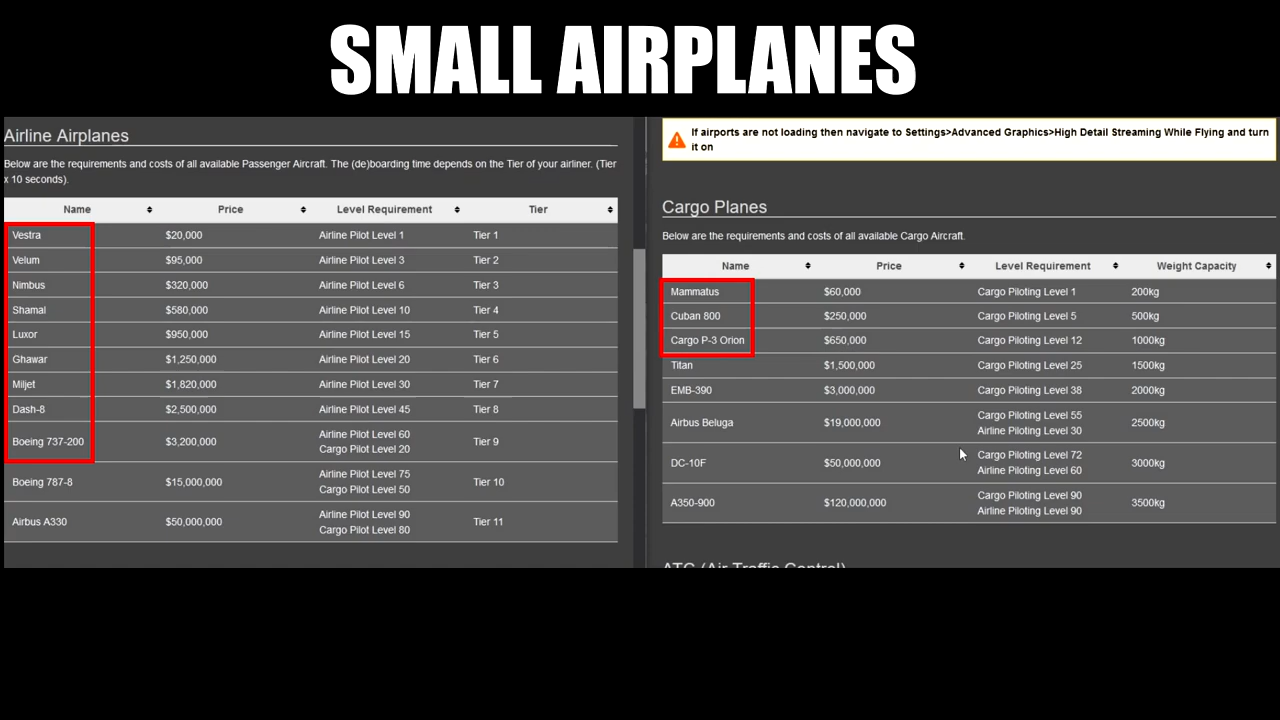 SMALL AIRPLANES
Airline Airplanes
Below are the requirements and costs of all available Passenger Aircraft. The (de)boarding time depends on the Tier of your airliner. (Tier
x 10 seconds).
Name Price Level Requirement Tier
Vestra $20,000 Airline Pilot Level 1 Tier 1
Velum $95,000 Airline Pilot Level 3 Tier 2
Nimbus $320,000 Airline Pilot Level 6 Tier 3
Shamal $580,000 Airline Pilot Level 10 Tier 4
Luxor $950,000 Airline Pilot Level 15 Tier 5
Ghawar $1,250,000 Airline Pilot Level 20 Tier 6
Miljet $1,820,000 Airline Pilot Level 30 Tier 7
Dash-8 $2,500,000 Airline Pilot Level 45 Tier 8
Boeing 737-200 $3,200,000 Airline Pilot Level 60 Tier 9
Cargo Pilot Level 20
Boeing 787-8 $15,000,000 Airline Pilot Level 75 Tier 10
Cargo Pilot Level 50
Airbus A330 $50,000,000 Airline Pilot Level 90 Tier 11
Cargo Pilot Level 80
If airports are not loading then navigate to Settings>Advanced Graphics>High Detail Streaming While Flying and turn
it on
Cargo Planes
Below are the requirements and costs of all available Cargo Aircraft.
Name Price Level Requirement Weight Capacity
Mammatus $60,000 Cargo Piloting Level 1 200kg
Cuban 800 $250,000 Cargo Piloting Level 5 500kg
Cargo P-3 Orion $650,000 Cargo Piloting Level 12 1000kg
Titan $1,500,000 Cargo Piloting Level 25 1500kg
EMB-390 $3,000,000 Cargo Piloting Level 38 2000kg
Airbus Beluga $19,000,000 Cargo Piloting Level 55 2500kg
Airline Piloting Level 30
DC-10F $50,000,000 Cargo Piloting Level 72 3000kg
Airline Piloting Level 60
A350-900 $120,000,000 Cargo Piloting Level 90 3500kg
Airline Piloting Level 90
ATC (Air Traffic Control)